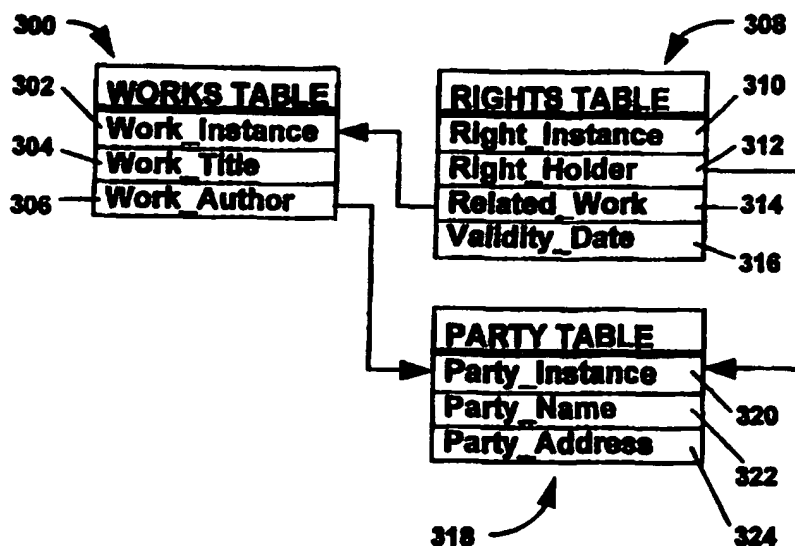 300
308
302
WORKS TABLE
RIGHTS TABLE
310
Work_Instance
Right_Instance
312
304
Work_Title
Right_Holder
306
Work_Author
Related_Work
314
Validity_Date
316
PARTY TABLE
Party_Instance
320
Party_Name
322
Party_Address
318
324